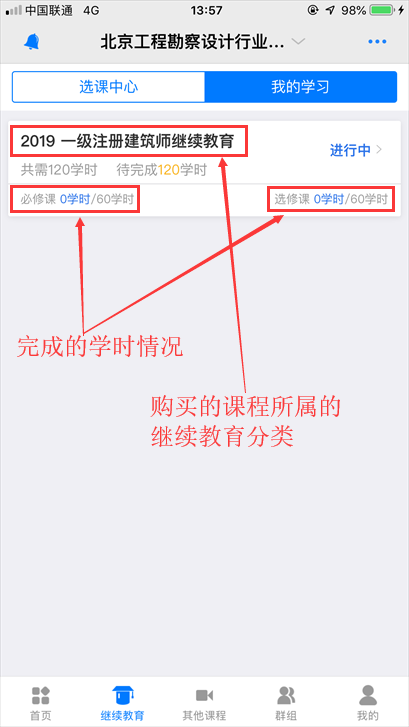 中国联通 4G 13:57 98%
北京工程勘察设计行业...
选课中心 我的学习
2019 一级注册建筑师继续教育
进行中
共需120学时 待完成120学时
必修课 0学时/60学时 选修课 0学时/60学时
完成的学时情况
购买的课程所属的
继续教育分类
首页 继续教育 其他课程 群组 我的